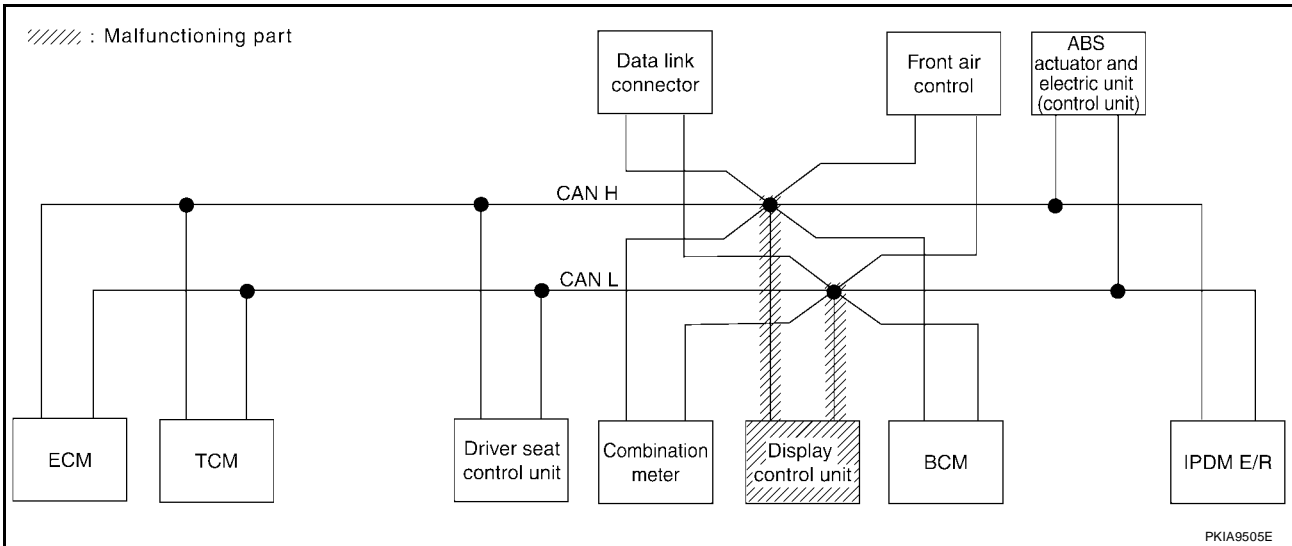 : Malfunctioning part
Data link
connector
Front air
control
ABS
actuator and
electric unit
(control unit)
CAN H
CAN L
ECM
TCM
Driver seat
control unit
Combination
meter
Display
control unit
BCM
IPDM E/R
PKIA9505E